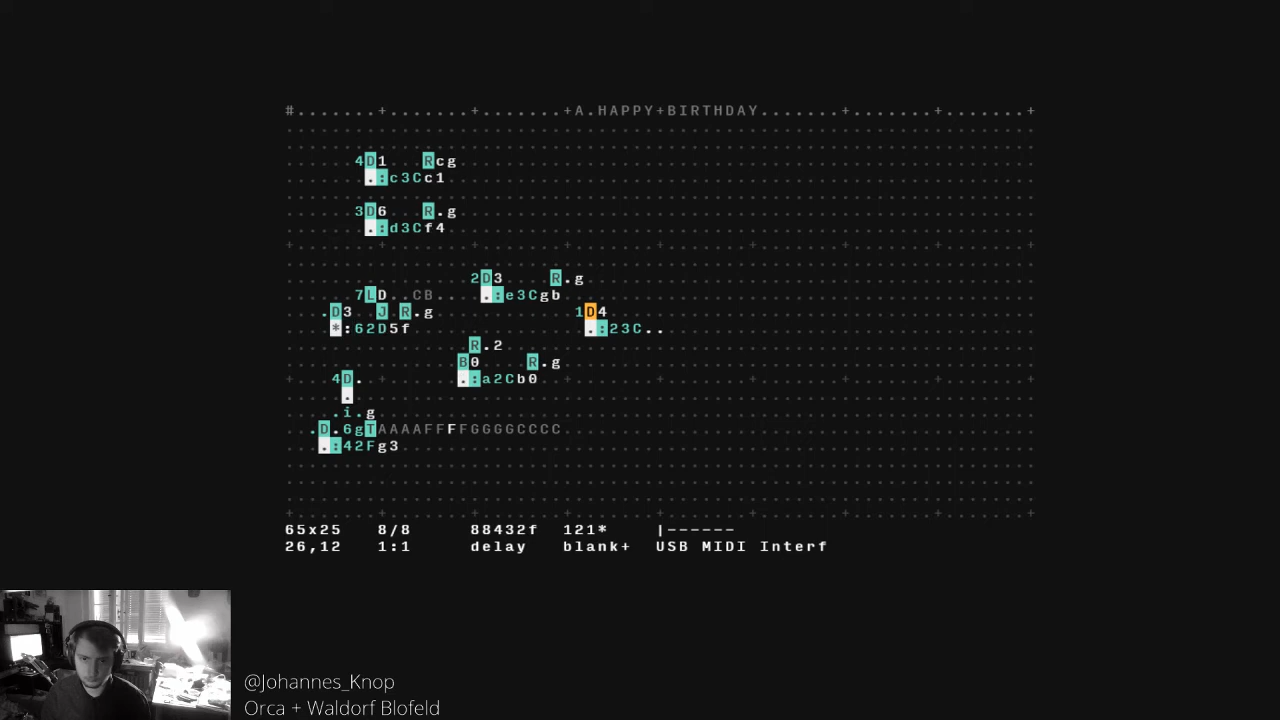 #.......+.......+.......+A.HAPPY+BIRTHDAY.......+.......+.......+
4D1 Rcg
.:c3Cc1
3D6 R.g
.:d3Cf4
2D3 R.g
7LD..CB... .:e3Cgb
.D3 J R.g 1D4
*:62D5f .:23C..
R.2
B0 R.g
4D. .:a2Cb0
.
.i.g
.D.6gTAAAAFFFFGGGGCCCC
.:42Fg3
65x25 8/8 88432f 121* |------
26,12 1:1 delay blank+ USB MIDI Interf
@Johannes_Knop
Orca + Waldorf Blofeld